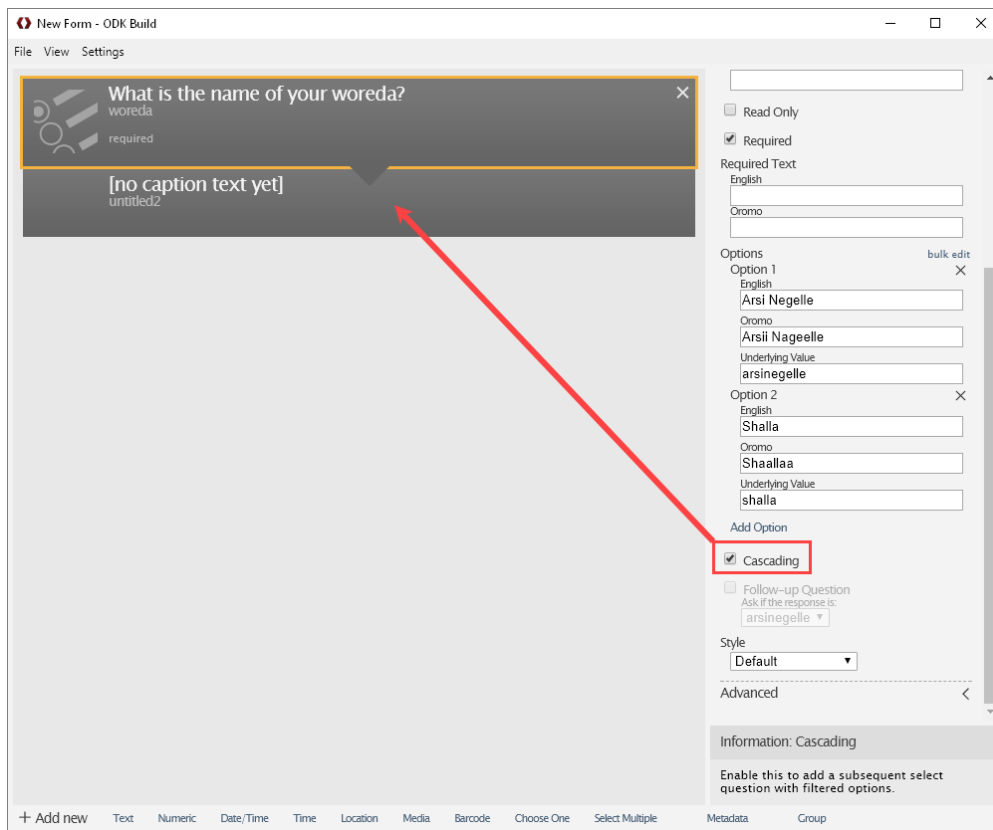 New Form - ODK Build
File View Settings
What is the name of your woreda?
woreda
required
[no caption text yet]
untitled2
Read Only
Required
Required Text
English
Oromo
Options bulk edit
Option 1
English
Arsi Negelle
Oromo
Arsii Nageelle
Underlying Value
arsinegelle
Option 2
English
Shalla
Oromo
Shaallaa
Underlying Value
shalla
Add Option
Cascading
Follow-up Question
Ask if the response is:
arsinegelle
Style
Default
Advanced
Information: Cascading
Enable this to add a subsequent select
question with filtered options.
+ Add new Text Numeric Date/Time Time Location Media Barcode Choose One Select Multiple Metadata Group